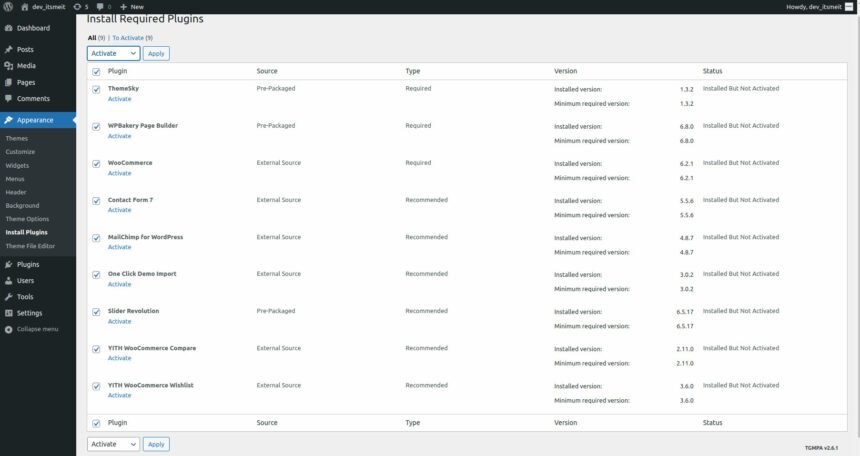 dev_itsmeit 5 0 New Howdy, dev_itsmeit
Dashboard
Posts
Media
Pages
Comments
Appearance
Themes
Customize
Widgets
Menus
Header
Background
Theme Options
Install Plugins
Theme File Editor
Plugins
Users
Tools
Settings
Collapse menu
Install Required Plugins
All (9) | To Activate (9)
Activate Apply
Plugin Source Type Version Status
ThemeSky Pre-Packaged Required Installed version: 1.3.2 Installed But Not Activated
Activate Minimum required version: 1.3.2
WPBakery Page Builder Pre-Packaged Required Installed version: 6.8.0 Installed But Not Activated
Activate Minimum required version: 6.8.0
WooCommerce External Source Required Installed version: 6.2.1 Installed But Not Activated
Activate Minimum required version: 6.2.1
Contact Form 7 External Source Recommended Installed version: 5.5.6 Installed But Not Activated
Activate Minimum required version: 5.5.6
MailChimp for WordPress External Source Recommended Installed version: 4.8.7 Installed But Not Activated
Activate Minimum required version: 4.8.7
One Click Demo Import External Source Recommended Installed version: 3.0.2 Installed But Not Activated
Activate Minimum required version: 3.0.2
Slider Revolution Pre-Packaged Recommended Installed version: 6.5.17 Installed But Not Activated
Activate Minimum required version: 6.5.17
YITH WooCommerce Compare External Source Recommended Installed version: 2.11.0 Installed But Not Activated
Activate Minimum required version: 2.11.0
YITH WooCommerce Wishlist External Source Recommended Installed version: 3.6.0 Installed But Not Activated
Activate Minimum required version: 3.6.0
Plugin Source Type Version Status
Activate Apply
TGMPA v2.6.1